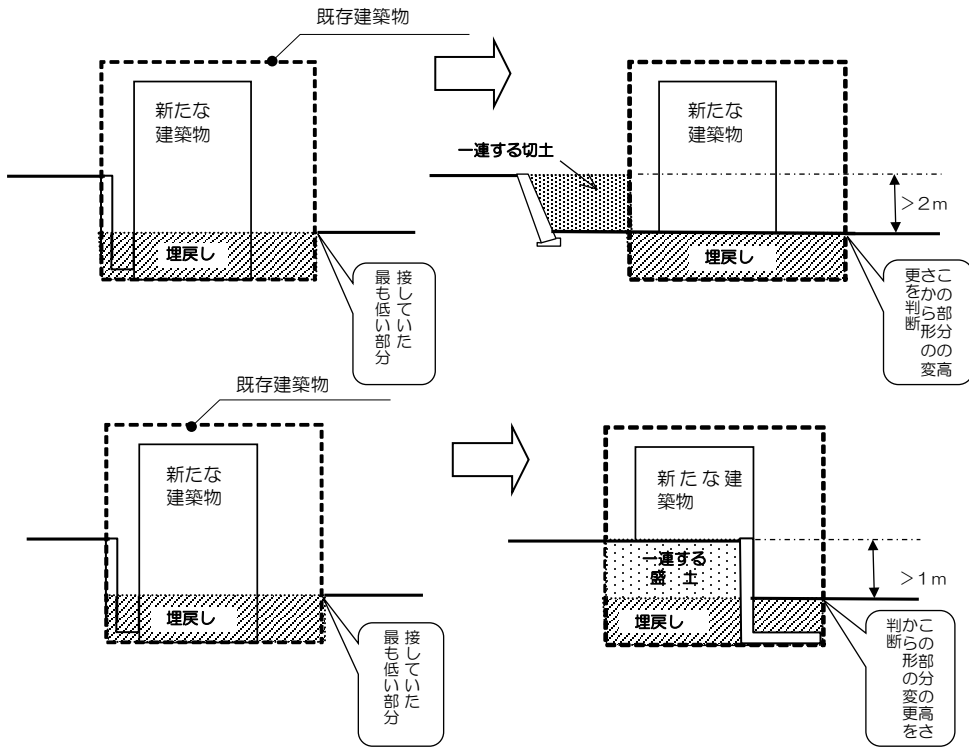 既存建築物
新たな
建築物
埋戻し
接していた
最も低い部分
一連する切土
新たな
建築物
>2m
埋戻し
この部分の高
さから形の変
更を判断
既存建築物
新たな
建築物
埋戻し
接していた
最も低い部分
新たな建
築物
一連する
盛 土
>1m
埋戻し
この部分の高さ
から形の変更を
判断